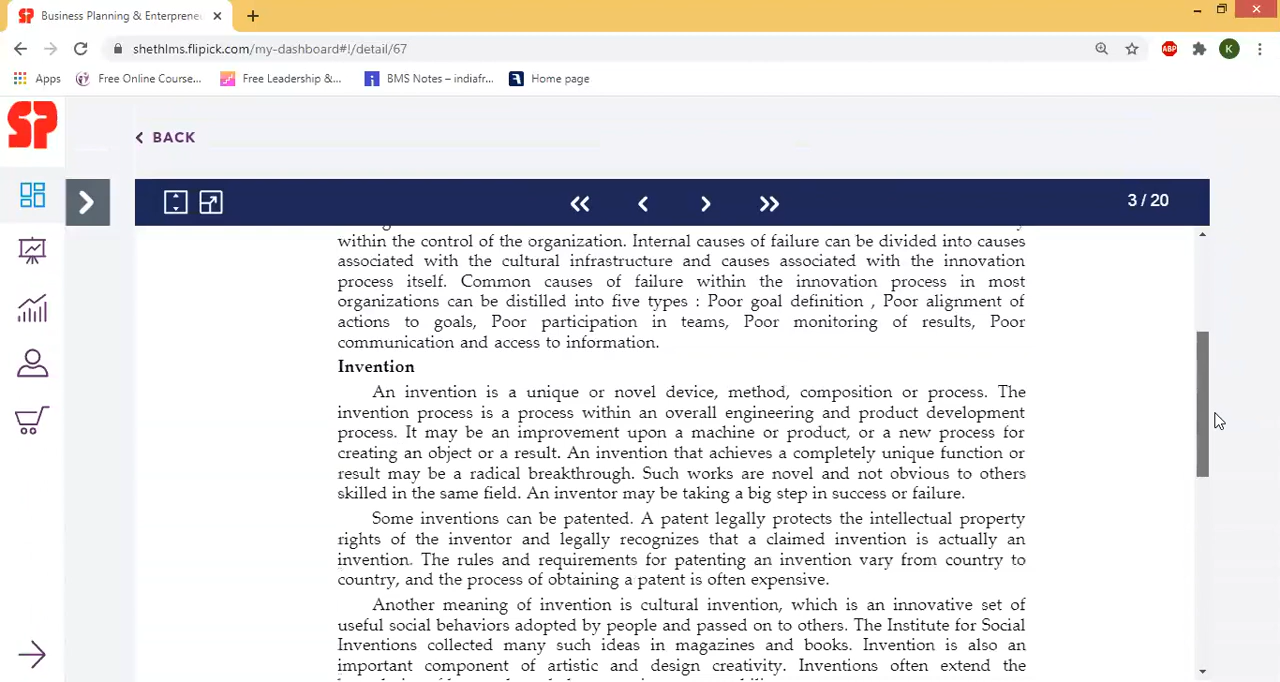 Business Planning & Enterprene
shethlms.flipick.com/my-dashboard#!/detail/67
ABP
K
Apps
Free Online Course...
Free Leadership &...
BMS Notes – indiafr...
Home page
SP
BACK
3 / 20
within the control of the organization. Internal causes of failure can be divided into causes
associated with the cultural infrastructure and causes associated with the innovation
process itself. Common causes of failure within the innovation process in most
organizations can be distilled into five types : Poor goal definition , Poor alignment of
actions to goals, Poor participation in teams, Poor monitoring of results, Poor
communication and access to information.
Invention
An invention is a unique or novel device, method, composition or process. The
invention process is a process within an overall engineering and product development
process. It may be an improvement upon a machine or product, or a new process for
creating an object or a result. An invention that achieves a completely unique function or
result may be a radical breakthrough. Such works are novel and not obvious to others
skilled in the same field. An inventor may be taking a big step in success or failure.
Some inventions can be patented. A patent legally protects the intellectual property
rights of the inventor and legally recognizes that a claimed invention is actually an
invention. The rules and requirements for patenting an invention vary from country to
country, and the process of obtaining a patent is often expensive.
Another meaning of invention is cultural invention, which is an innovative set of
useful social behaviors adopted by people and passed on to others. The Institute for Social
Inventions collected many such ideas in magazines and books. Invention is also an
important component of artistic and design creativity. Inventions often extend the